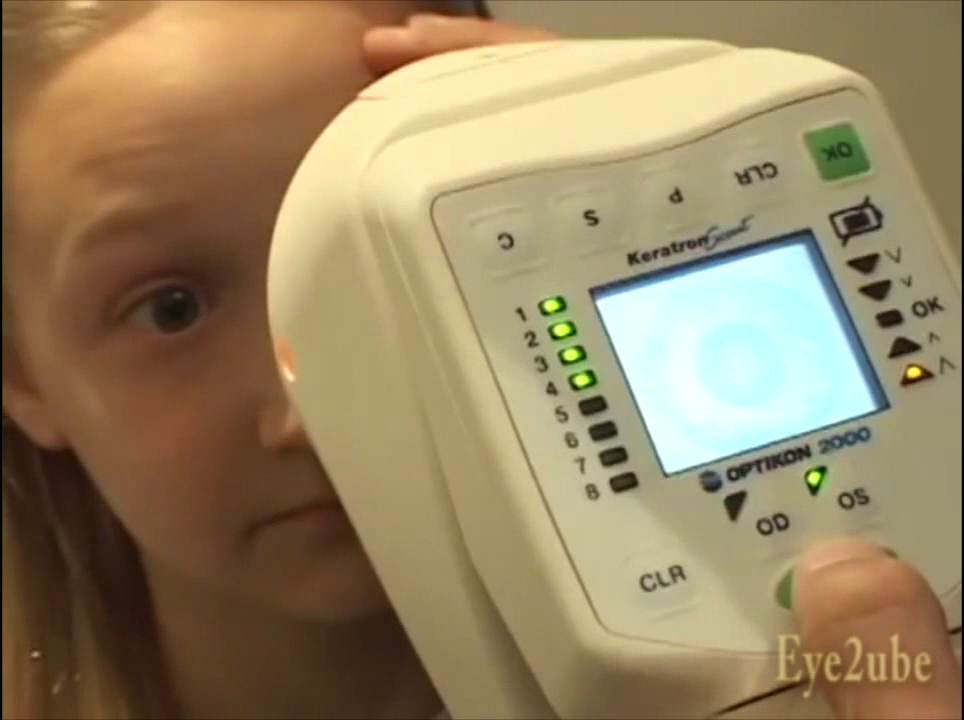 OK
CLR
P
S
C
Keratron Scout
1
2
3
4
5
6
7
8
OK
OPTIKON 2000
OD
OS
CLR
Eye2ube